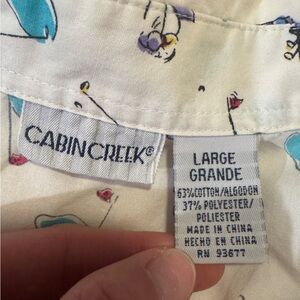 CABIN CREEK®
LARGE
GRANDE
63% COTTON/ALGODON
37% POLYESTER/
POLIESTER
MADE IN CHINA
HECHO EN CHINA
RN 93677